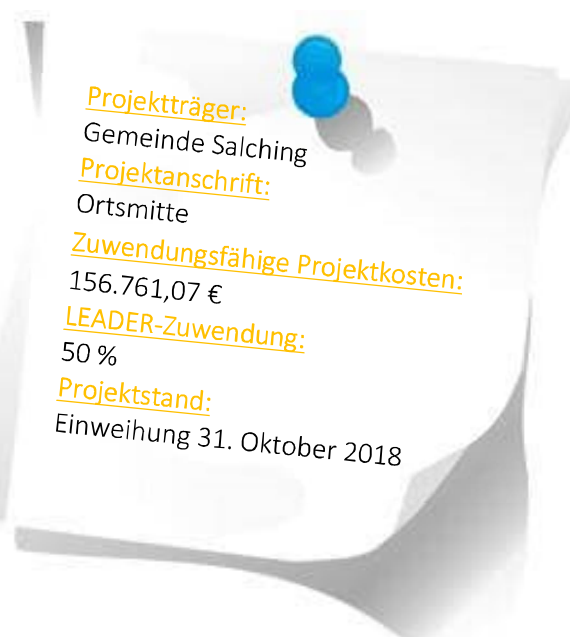 Projektträger:
Gemeinde Salching
Projektanschrift:
Ortsmitte
Zuwendungsfähige Projektkosten:
156.761,07 €
LEADER-Zuwendung:
50 %
Projektstand:
Einweihung 31. Oktober 2018